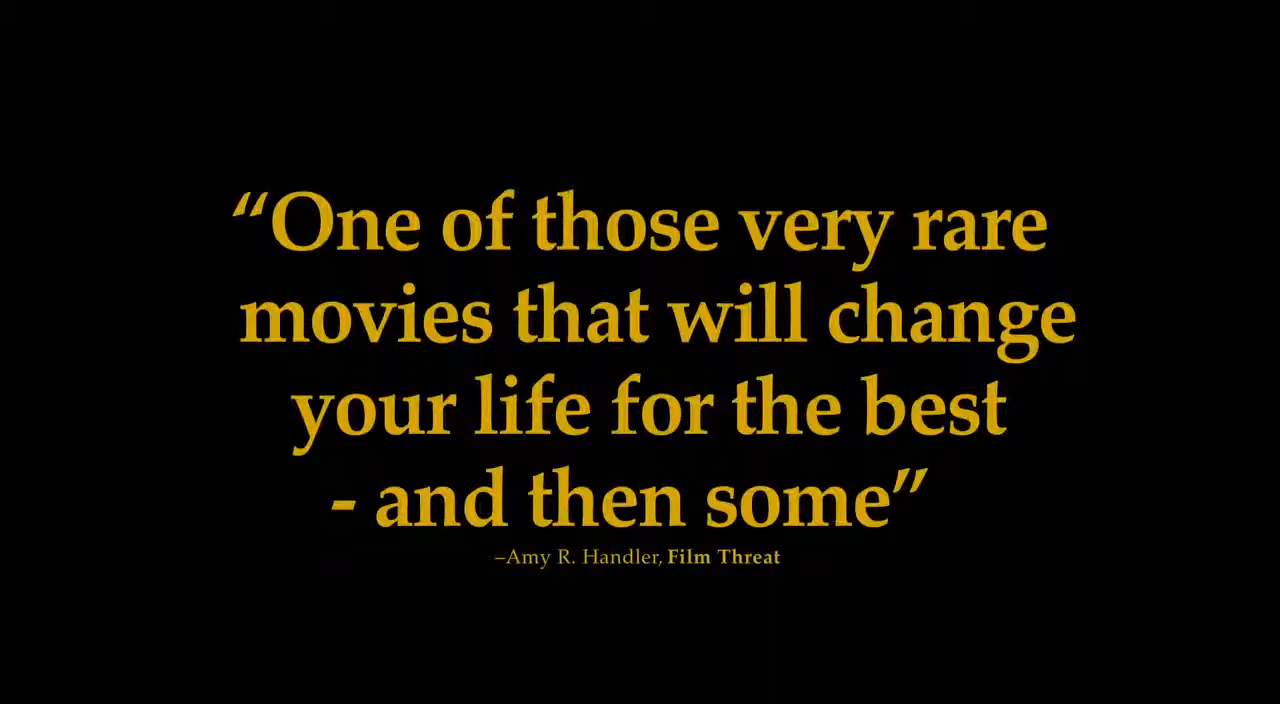 “One of those very rare
movies that will change
your life for the best
- and then some”
–Amy R. Handler, Film Threat